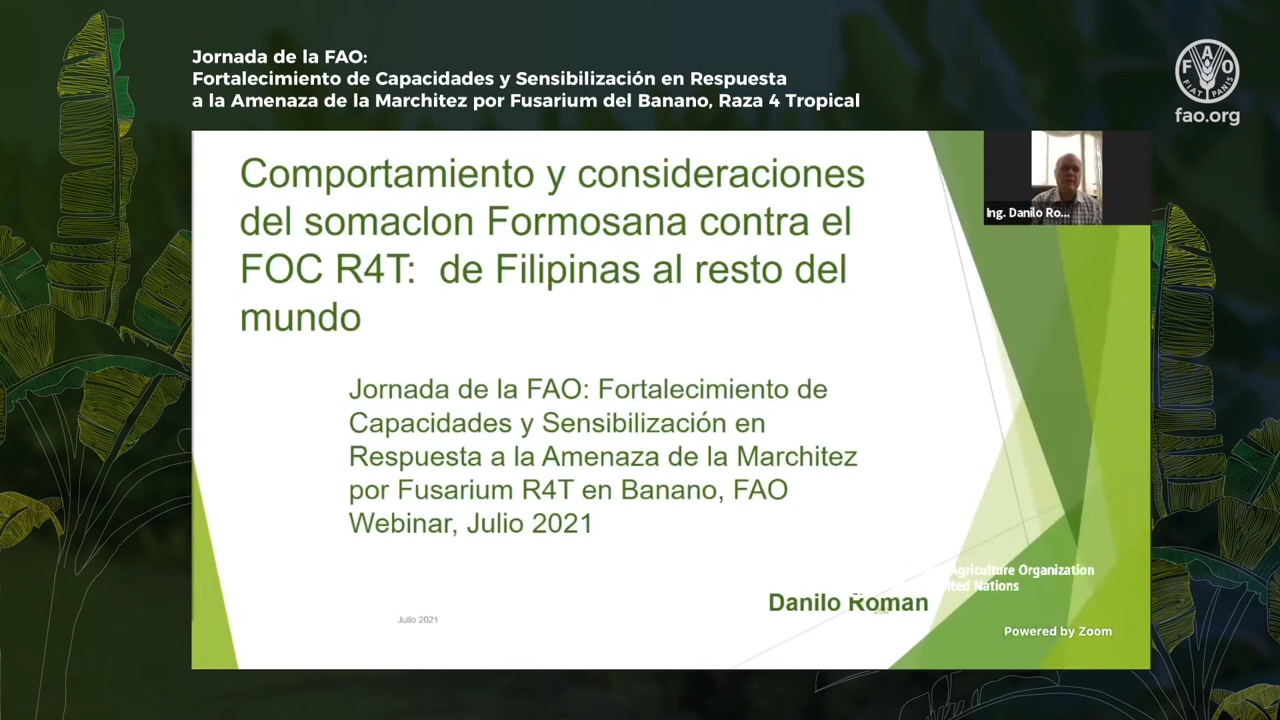 Jornada de la FAO:
Fortalecimiento de Capacidades y Sensibilización en Respuesta
a la Amenaza de la Marchitez por Fusarium del Banano, Raza 4 Tropical
F A O
FIAT PANIS
fao.org
Comportamiento y consideraciones
del somaclon Formosana contra el
FOC R4T: de Filipinas al resto del
mundo
Ing. Danilo Ro...
Jornada de la FAO: Fortalecimiento de
Capacidades y Sensibilización en
Respuesta a la Amenaza de la Marchitez
por Fusarium R4T en Banano, FAO
Webinar, Julio 2021
Agriculture Organization
Nations
Danilo Roman
Julio 2021
Powered by Zoom